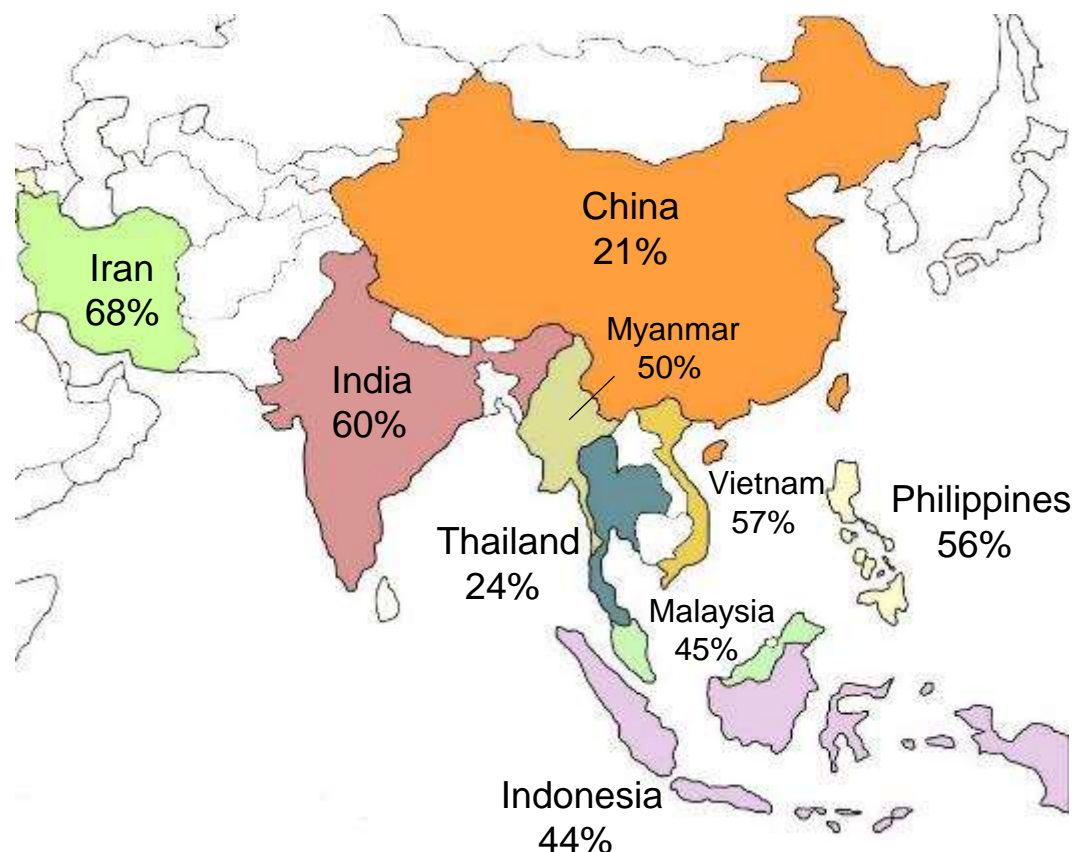 China
21%
Iran
68%
Myanmar
50%
India
60%
Vietnam
57%
Philippines
56%
Thailand
24%
Malaysia
45%
Indonesia
44%